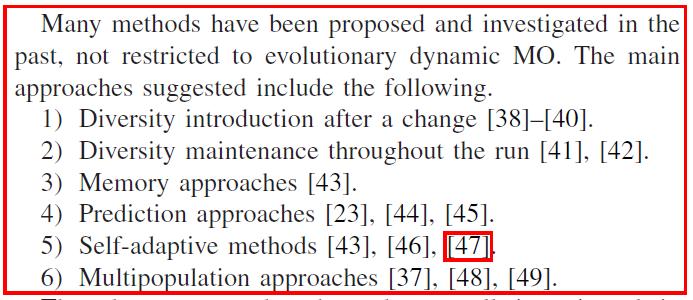 Many methods have been proposed and investigated in the
past, not restricted to evolutionary dynamic MO. The main
approaches suggested include the following.
1) Diversity introduction after a change [38]–[40].
2) Diversity maintenance throughout the run [41], [42].
3) Memory approaches [43].
4) Prediction approaches [23], [44], [45].
5) Self-adaptive methods [43], [46], [47].
6) Multipopulation approaches [37], [48], [49].